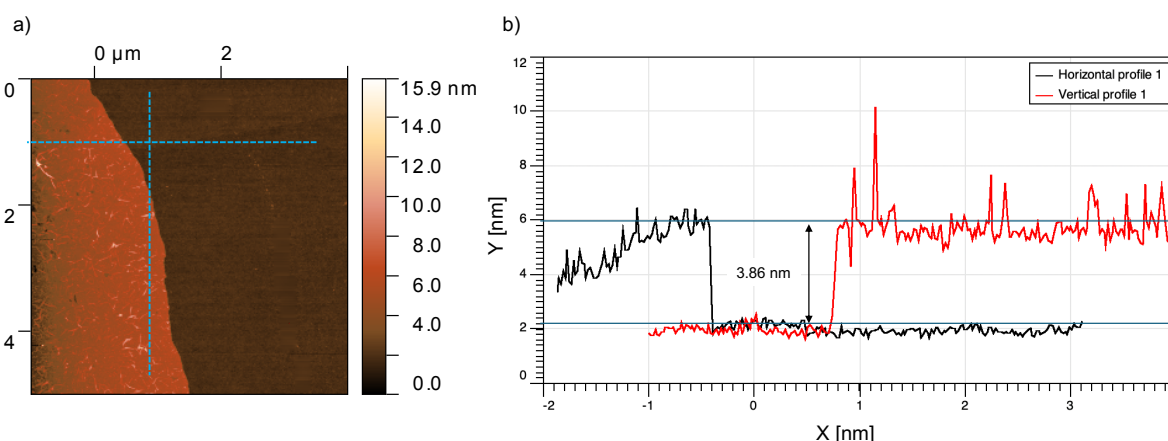 a)
0 µm 2
0
2
4
15.9 nm
14.0
12.0
10.0
8.0
6.0
4.0
0.0
b)
12
10
8
6
4
2
0
Y [nm]
Horizontal profile 1
Vertical profile 1
3.86 nm
-2 -1 0 1 2 3
X [nm]